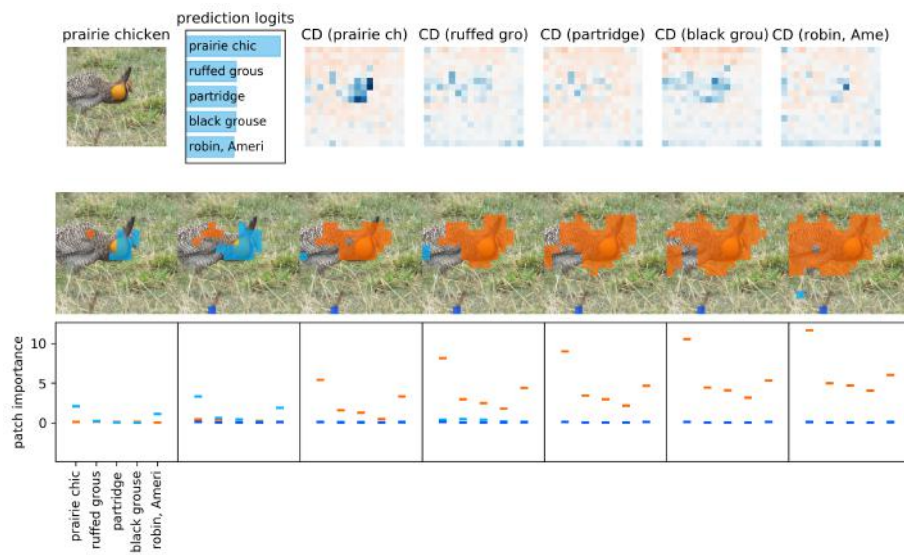 prediction logits
prairie chicken
CD (prairie ch)
CD (ruffed gro)
CD (partridge)
CD (black grou)
CD (robin, Ame)
prairie chic
ruffed grous
partridge
black grouse
robin, Ameri
patch importance
10
5
0
prairie chic
ruffed grous
partridge
black grouse
robin, Ameri